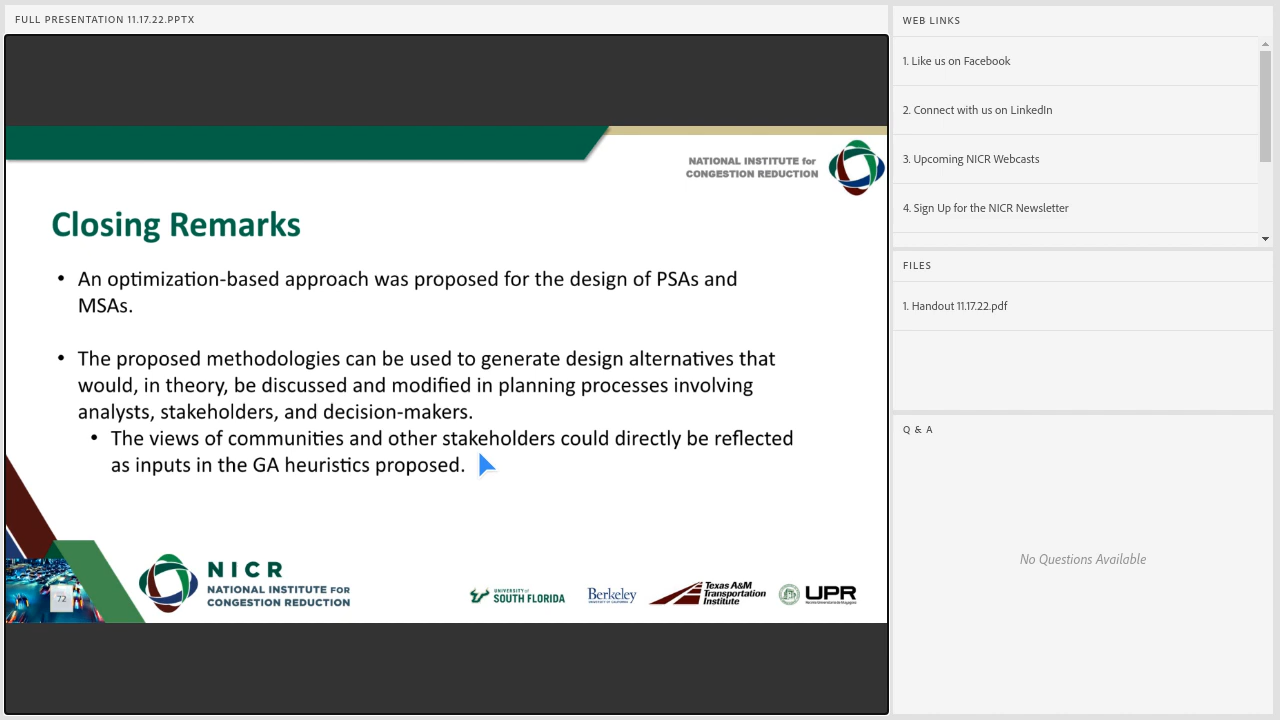 FULL PRESENTATION 11.17.22.PPTX
NATIONAL INSTITUTE for
CONGESTION REDUCTION
Closing Remarks
• An optimization-based approach was proposed for the design of PSAs and
MSAs.
• The proposed methodologies can be used to generate design alternatives that
would, in theory, be discussed and modified in planning processes involving
analysts, stakeholders, and decision-makers.
• The views of communities and other stakeholders could directly be reflected
as inputs in the GA heuristics proposed.
72
NICR
NATIONAL INSTITUTE FOR
CONGESTION REDUCTION
UNIVERSITY of
SOUTH FLORIDA
Berkeley
UNIVERSITY OF CALIFORNIA
Texas A&M
Transportation
Institute
UPR
WEB LINKS
1. Like us on Facebook
2. Connect with us on LinkedIn
3. Upcoming NICR Webcasts
4. Sign Up for the NICR Newsletter
FILES
1. Handout 11.17.22.pdf
Q & A
No Questions Available